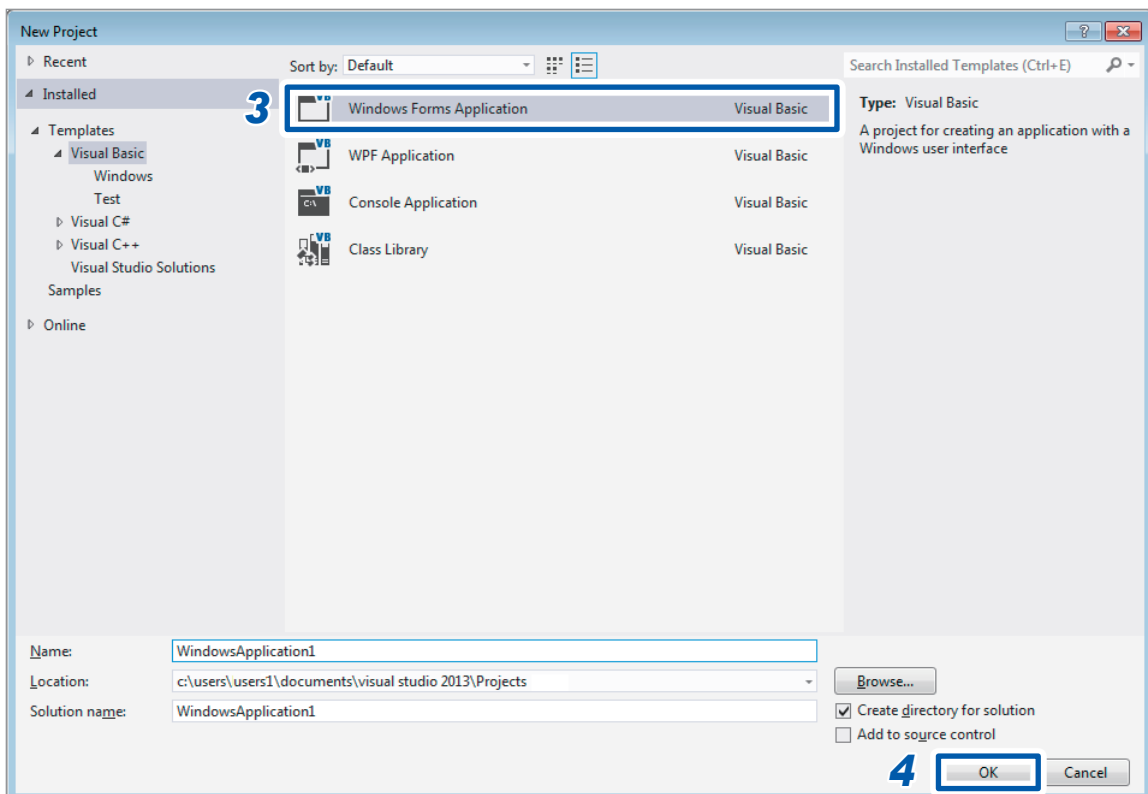 New Project
Recent
Sort by: Default
Search Installed Templates (Ctrl+E)
Installed
3
Windows Forms Application Visual Basic
Type: Visual Basic
A project for creating an application with a
Windows user interface
Templates
Visual Basic
Windows
Test
Visual C#
Visual C++
Visual Studio Solutions
Samples
Online
VB
WPF Application Visual Basic
VB
C:\
Console Application Visual Basic
VB
Class Library Visual Basic
Name: WindowsApplication1
Location: c:\users\users1\documents\visual studio 2013\Projects
Browse...
Solution name: WindowsApplication1
Create directory for solution
Add to source control
4
OK
Cancel